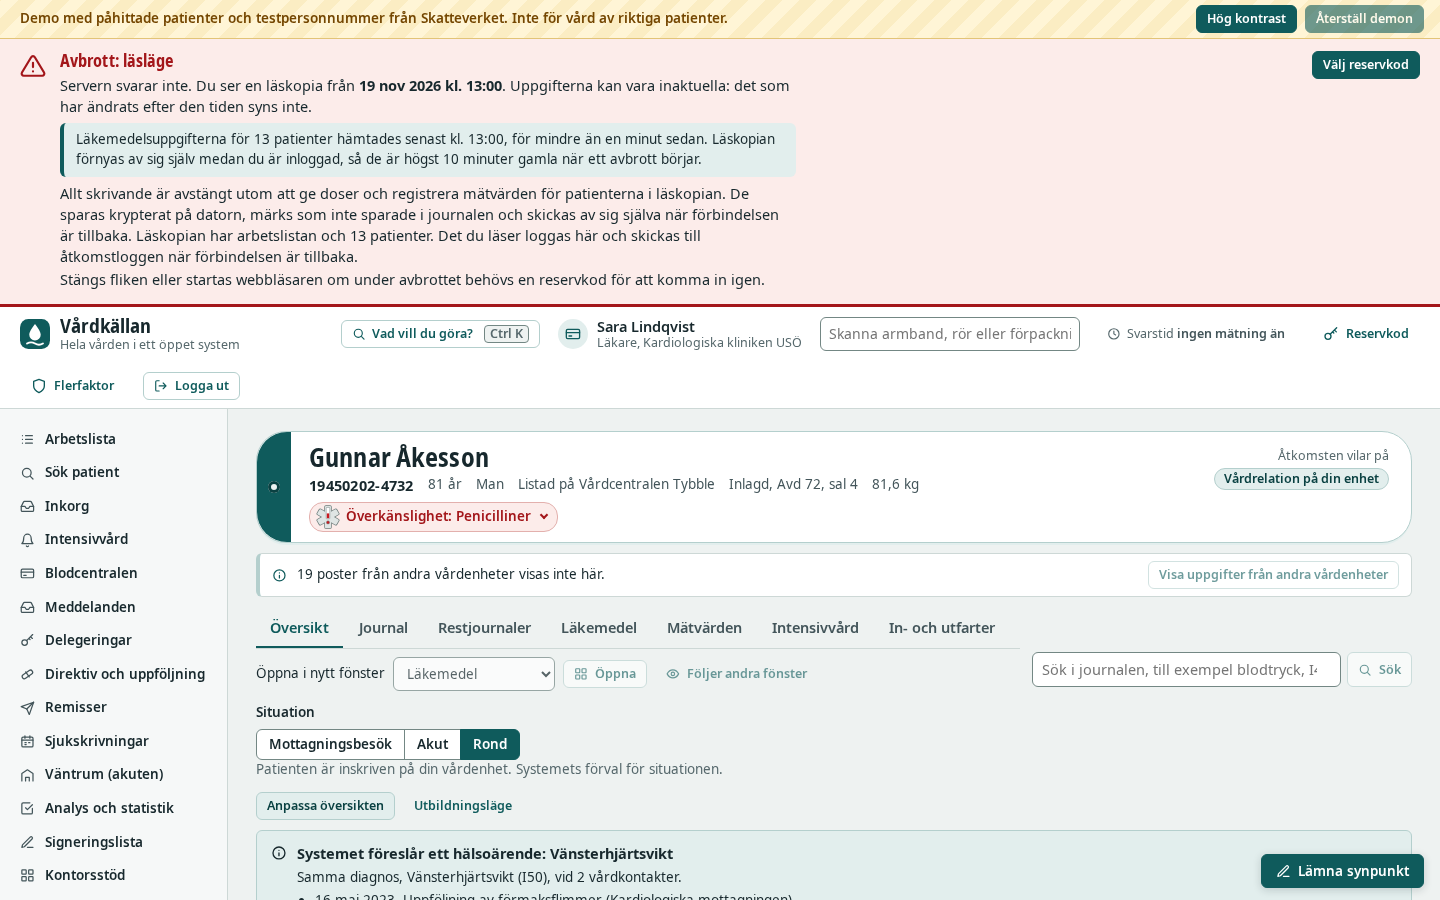 Demo med påhittade patienter och testpersonnummer från Skatteverket. Inte för vård av riktiga patienter.
Hög kontrast
Återställ demon
Avbrott: läsläge
Välj reservkod
Servern svarar inte. Du ser en läskopia från 19 nov 2026 kl. 13:00. Uppgifterna kan vara inaktuella: det som
har ändrats efter den tiden syns inte.
Läkemedelsuppgifterna för 13 patienter hämtades senast kl. 13:00, för mindre än en minut sedan. Läskopian
förnyas av sig själv medan du är inloggad, så de är högst 10 minuter gamla när ett avbrott börjar.
Allt skrivande är avstängt utom att ge doser och registrera mätvärden för patienterna i läskopian. De
sparas krypterat på datorn, märks som inte sparade i journalen och skickas av sig själva när förbindelsen
är tillbaka. Läskopian har arbetslistan och 13 patienter. Det du läser loggas här och skickas till
åtkomstloggen när förbindelsen är tillbaka.
Stängs fliken eller startas webbläsaren om under avbrottet behövs en reservkod för att komma in igen.
Vårdkällan
Hela vården i ett öppet system
Vad vill du göra? Ctrl K
Sara Lindqvist
Läkare, Kardiologiska kliniken USÖ
Skanna armband, rör eller förpackni
Svarstid ingen mätning än
Reservkod
Flerfaktor
Logga ut
Arbetslista
Sök patient
Inkorg
Intensivvård
Blodcentralen
Meddelanden
Delegeringar
Direktiv och uppföljning
Remisser
Sjukskrivningar
Väntrum (akuten)
Analys och statistik
Signeringslista
Kontorsstöd
Gunnar Åkesson
19450202-4732 81 år Man Listad på Vårdcentralen Tybble Inlagd, Avd 72, sal 4 81,6 kg
Överkänslighet: Penicilliner
Åtkomsten vilar på
Vårdrelation på din enhet
19 poster från andra vårdenheter visas inte här.
Visa uppgifter från andra vårdenheter
Översikt Journal Restjournaler Läkemedel Mätvärden Intensivvård In- och utfarter
Öppna i nytt fönster Läkemedel Öppna Följer andra fönster
Sök i journalen, till exempel blodtryck, I4
Sök
Situation
Mottagningsbesök Akut Rond
Patienten är inskriven på din vårdenhet. Systemets förval för situationen.
Anpassa översikten Utbildningsläge
Systemet föreslår ett hälsoärende: Vänsterhjärtsvikt
Samma diagnos, Vänsterhjärtsvikt (I50), vid 2 vårdkontakter.
• 16 maj 2023, Uppföljning av förmaksflimmer (Kardiologiska mottagningen)
Lämna synpunkt